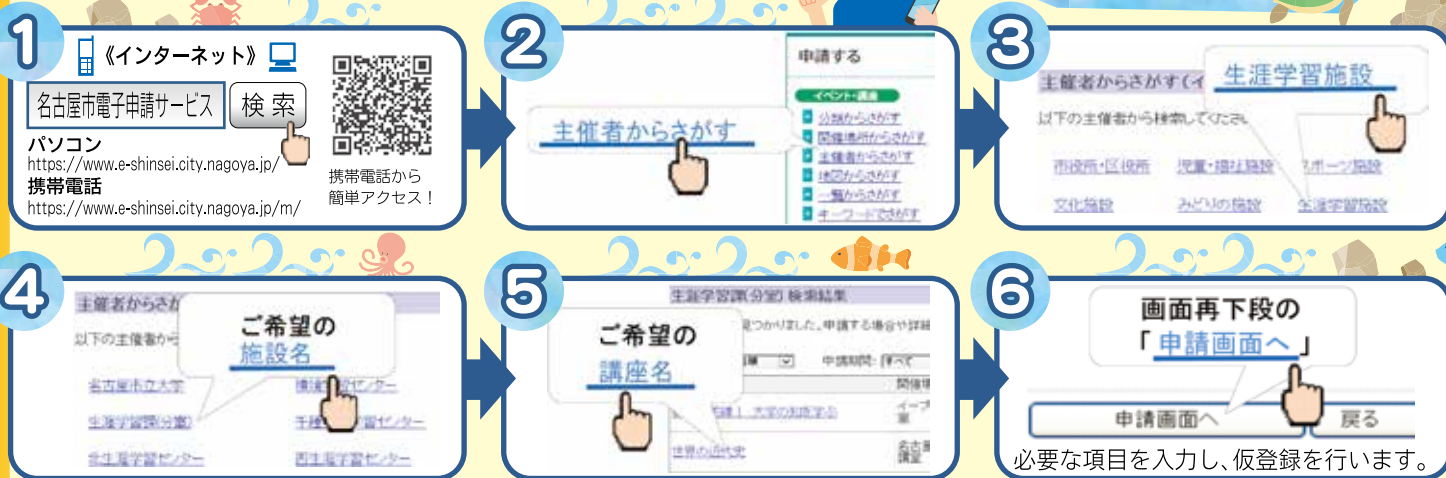 1
《インターネット》
名古屋市電子申請サービス
検索
パソコン
https://www.e-shinsei.city.nagoya.jp/
携帯電話
https://www.e-shinsei.city.nagoya.jp/m/
携帯電話から
簡単アクセス！
2
申請する
イベント・講座
分類からさがす
開催場所からさがす
主催者からさがす
地図からさがす
一覧からさがす
キーワードでさがす
主催者からさがす
3
主催者からさがす(イ
生涯学習施設
以下の主催者から検索してくださ
市役所・区役所
児童・福祉施設
スポーツ施設
文化施設
みどりの施設
生涯学習施設
4
主催者からさが
以下の主催者から
ご希望の
施設名
名古屋市立大学
生涯学習課(分室)
北生涯学習センター
西生涯学習センター
5
生涯学習課(分室) 検索結果
見つかりました。申請する場合や詳細
ご希望の
講座名
申請期間: すべて
開催場
世界の近代史
6
画面再下段の
「申請画面へ」
申請画面へ
戻る
必要な項目を入力し、仮登録を行います。